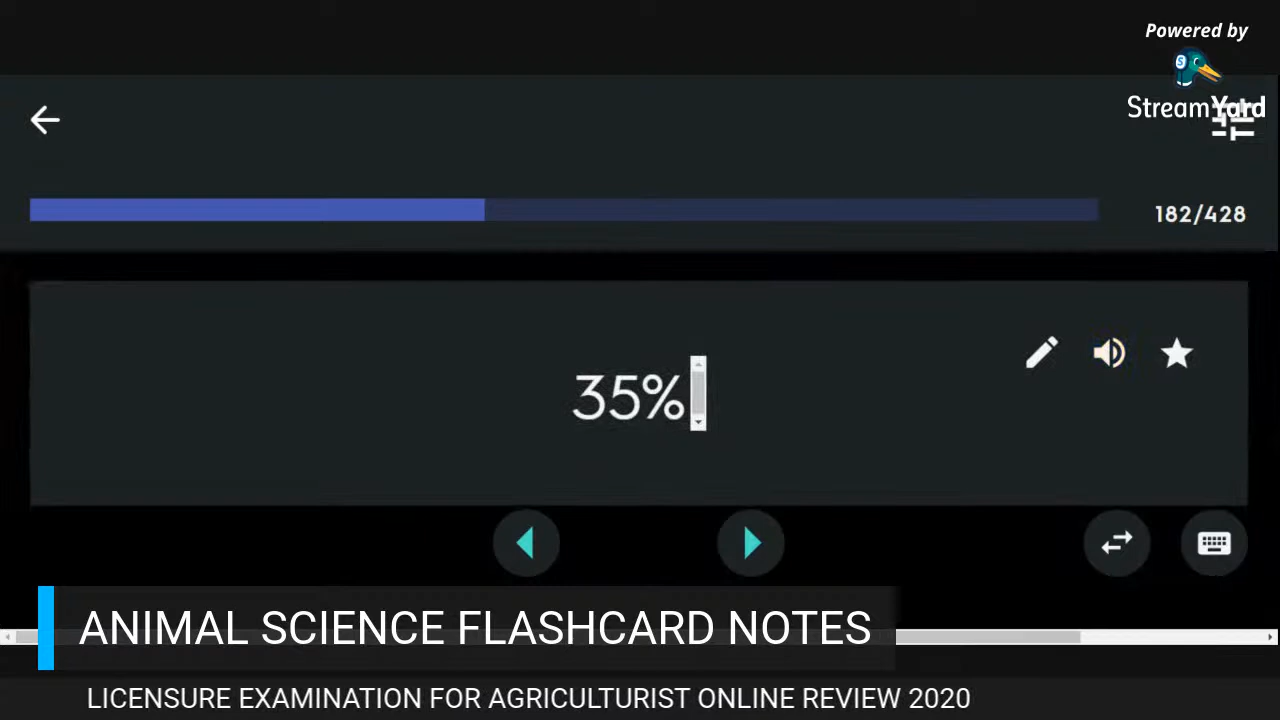 Powered by
StreamYard
182/428
35%
ANIMAL SCIENCE FLASHCARD NOTES
LICENSURE EXAMINATION FOR AGRICULTURIST ONLINE REVIEW 2020